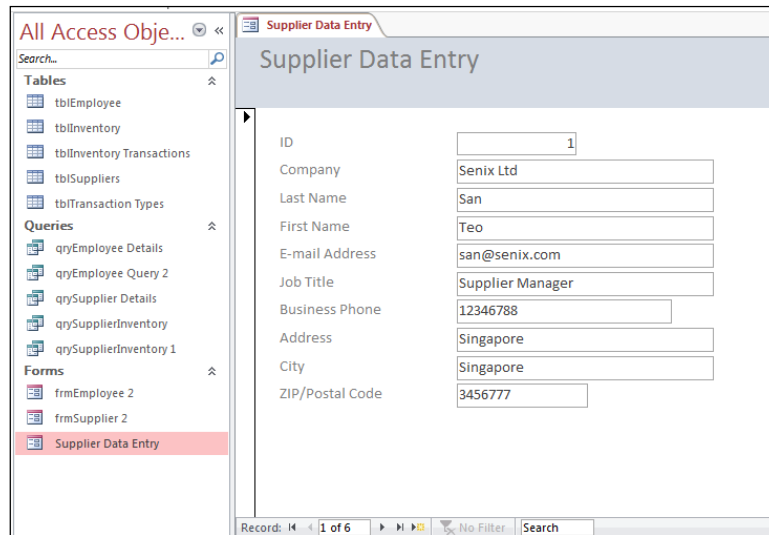 All Access Obje...
Search...
Tables
tblEmployee
tblInventory
tblInventory Transactions
tblSuppliers
tblTransaction Types
Queries
qryEmployee Details
qryEmployee Query 2
qrySupplier Details
qrySupplierInventory
qrySupplierInventory 1
Forms
frmEmployee 2
frmSupplier 2
Supplier Data Entry
Supplier Data Entry
Supplier Data Entry
ID 1
Company Senix Ltd
Last Name San
First Name Teo
E-mail Address san@senix.com
Job Title Supplier Manager
Business Phone 12346788
Address Singapore
City Singapore
ZIP/Postal Code 3456777
Record: 1 of 6 No Filter Search